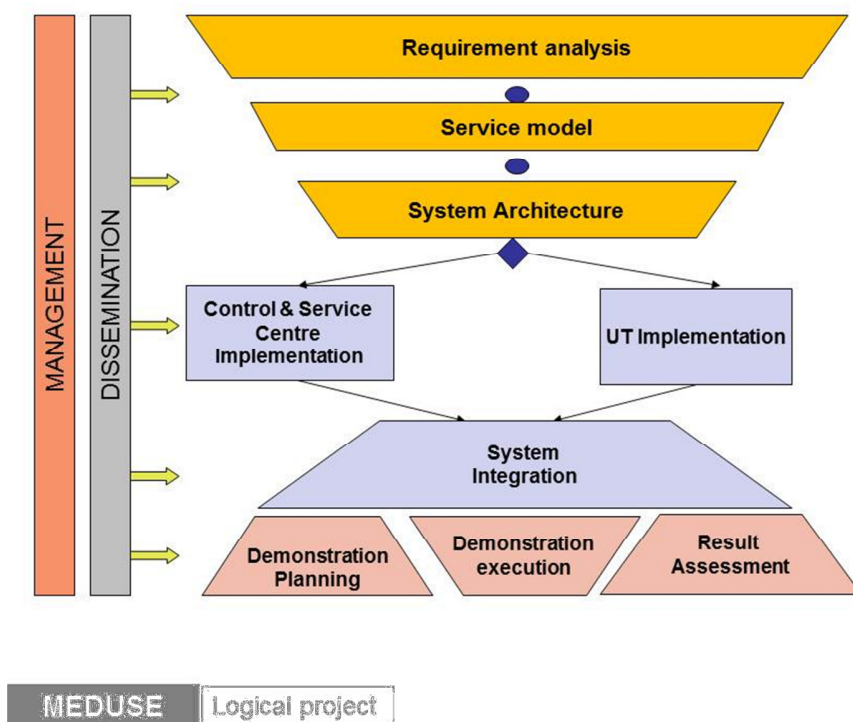 MANAGEMENT
DISSEMINATION
Requirement analysis
Service model
System Architecture
Control & Service
Centre
Implementation
UT Implementation
System
Integration
Demonstration
Planning
Demonstration
execution
Result
Assessment
MEDUSE
Logical project